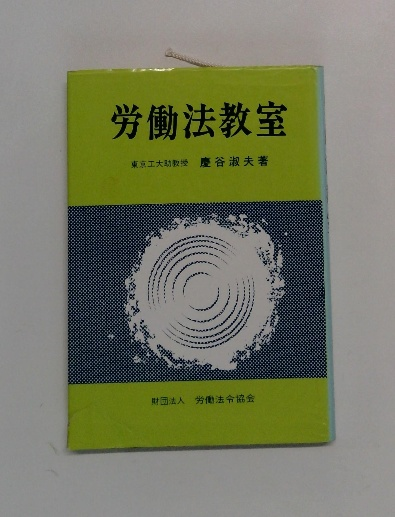 労働法教室
東京工大助教授 慶谷淑夫著
財団法人 労働法令協会